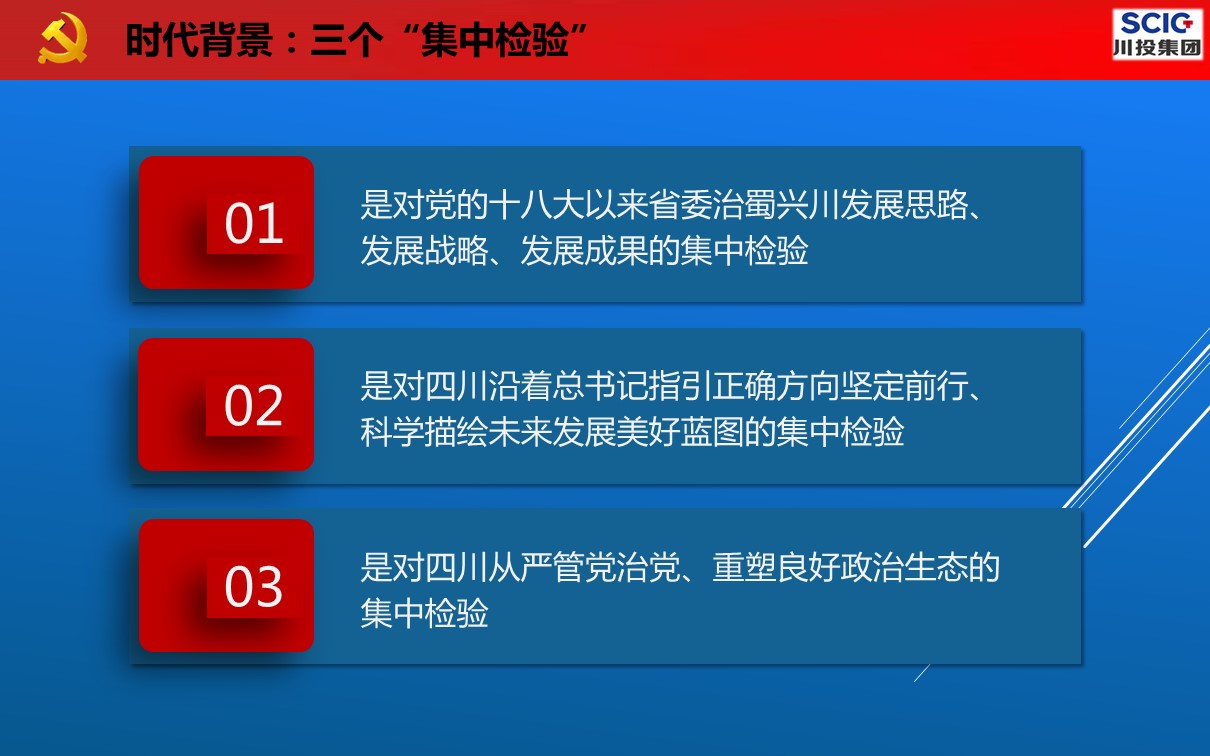 时代背景：三个“集中检验”
SCIG
川投集团
01
是对党的十八大以来省委治蜀兴川发展思路、
发展战略、发展成果的集中检验
02
是对四川沿着总书记指引正确方向坚定前行、
科学描绘未来发展美好蓝图的集中检验
03
是对四川从严管党治党、重塑良好政治生态的
集中检验